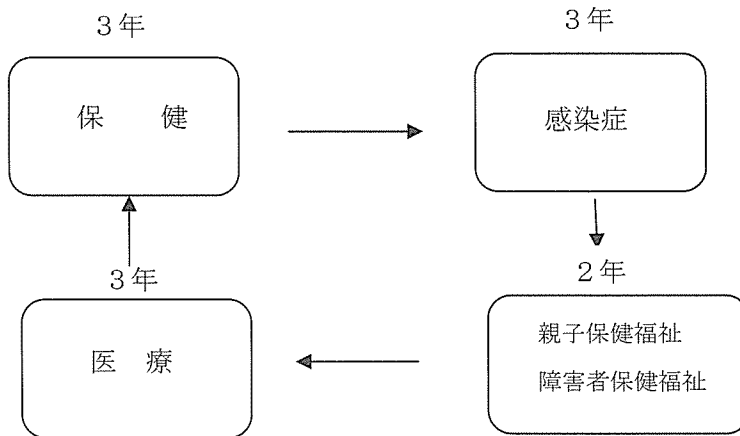 ３年
３年
保　　健
感染症
３年
２年
医　療
親子保健福祉
障害者保健福祉